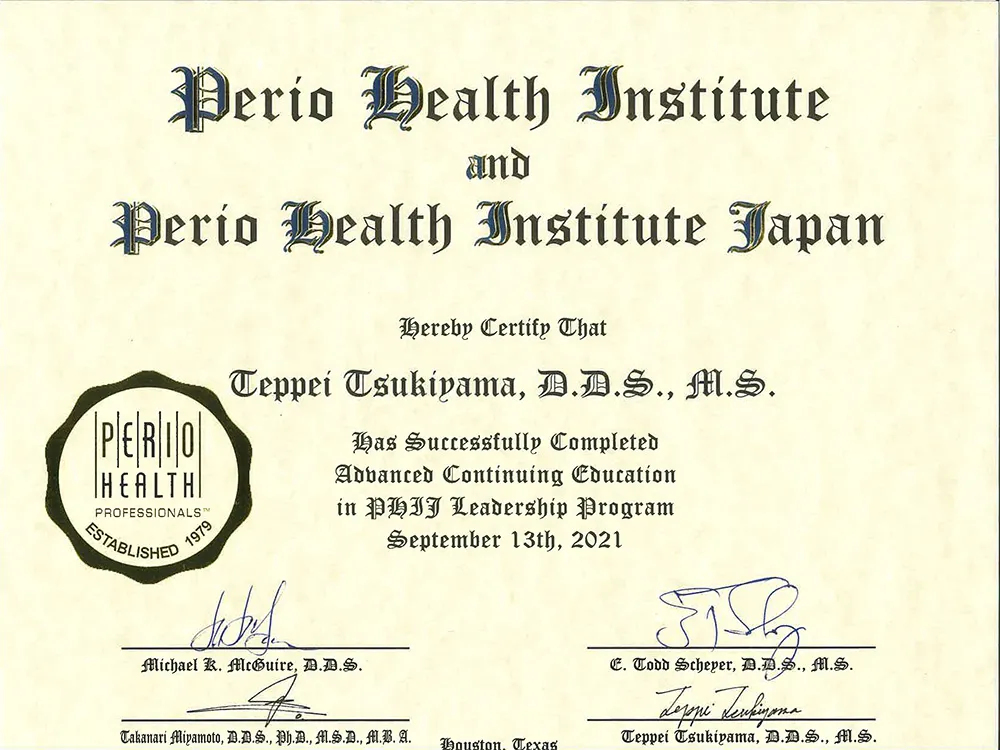 Perio Health Institute
and
Perio Health Institute Japan
Hereby Certify That
Teppei Tsukiyama, D.D.S., M.S.
Has Successfully Completed
Advanced Continuing Education
in PHIJ Leadership Program
September 13th, 2021
PERIO
HEALTH
PROFESSIONALS™
ESTABLISHED 1979
Michael K. McGuire, D.D.S.
E. Todd Scheyer, D.D.S., M.S.
Teppei Tsukiyama
Takanari Miyamoto, D.D.S., Ph.D., M.S.D., M.B.A.
Teppei Tsukiyama, D.D.S., M.S.
Houston, Texas